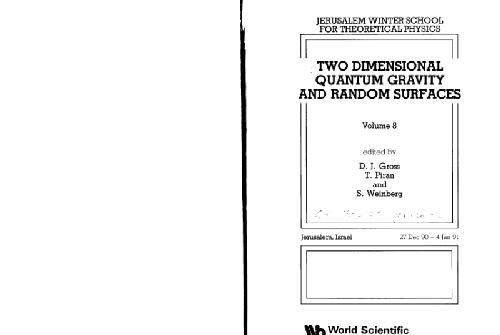 JERUSALEM WINTER SCHOOL
FOR THEORETICAL PHYSICS
TWO DIMENSIONAL
QUANTUM GRAVITY
AND RANDOM SURFACES
Volume 8
edited by
D. J. Gross
T. Piran
and
S. Weinberg
Jerusalem, Israel 27 Dec 90 – 4 Jan 91
World Scientific